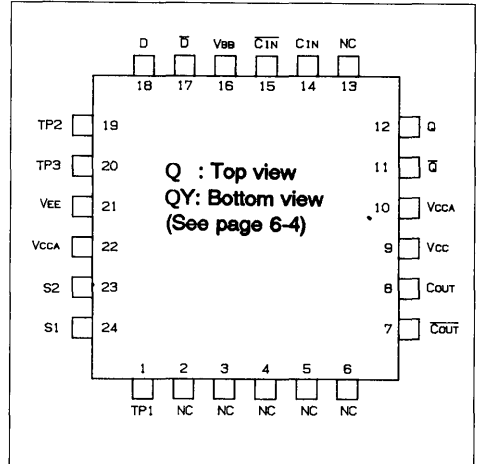 D D̅ VBB C̅I̅N̅ CIN NC
18 17 16 15 14 13
TP2 19 12 Q
TP3 20 11 Q̅
VEE 21 10 VCCA
VCCA 22 9 VCC
S2 23 8 COUT
S1 24 7 C̅O̅U̅T̅
Q : Top view
QY: Bottom view
(See page 6-4)
1 2 3 4 5 6
TP1 NC NC NC NC NC